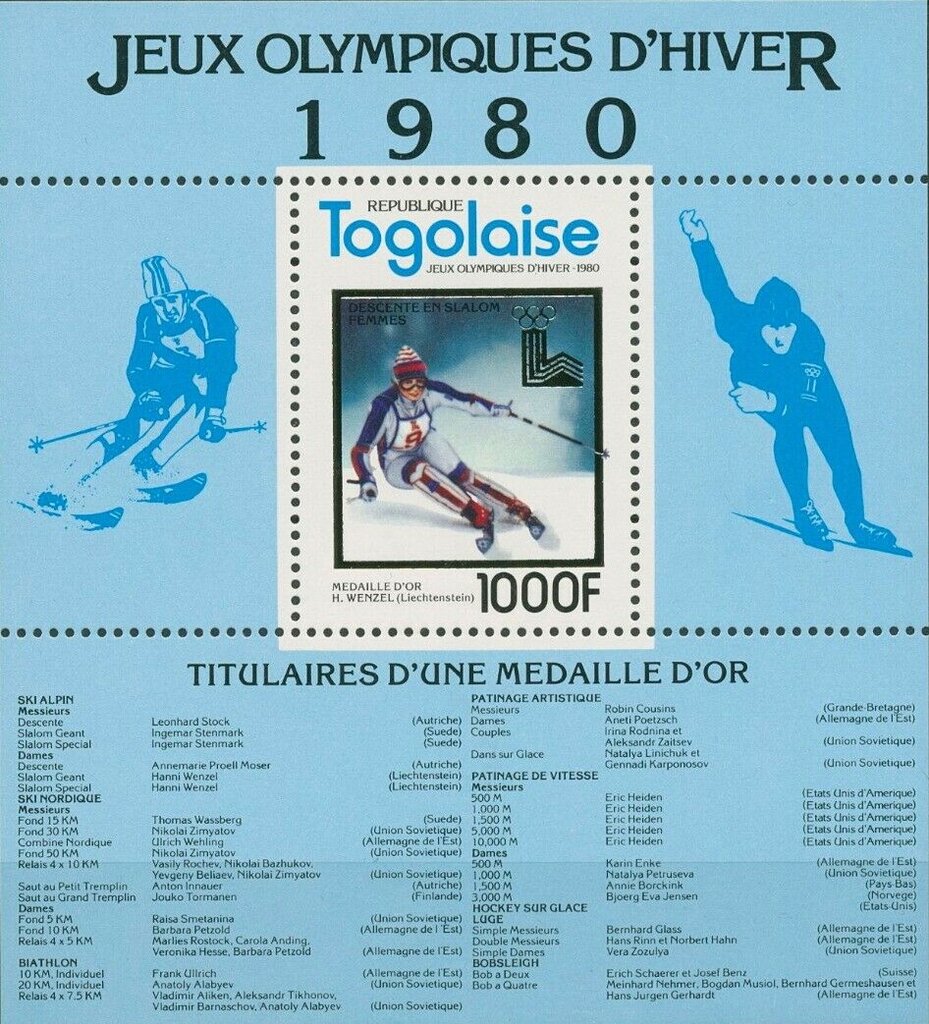 JEUX OLYMPIQUES D'HIVER
1980
REPUBLIQUE
Togolaise
JEUX OLYMPIQUES D'HIVER-1980
DESCENTE EN SLALOM
FEMMES
9
MEDAILLE D'OR
H. WENZEL (Liechtenstein)
1000F
TITULAIRES D'UNE MEDAILLE D'OR
SKI ALPIN
Messieurs
Descente Leonhard Stock (Autriche)
Slalom Geant Ingemar Stenmark (Suede)
Slalom Special Ingemar Stenmark (Suede)
Dames
Descente Annemarie Proell Moser (Autriche)
Slalom Geant Hanni Wenzel (Liechtenstein)
Slalom Special Hanni Wenzel (Liechtenstein)
SKI NORDIQUE
Messieurs
Fond 15 KM Thomas Wassberg (Suede)
Fond 30 KM Nikolai Zimyatov (Union Sovietique)
Combine Nordique Ulrich Wehling (Allemagne de l'Est)
Fond 50 KM Nikolai Zimyatov (Union Sovietique)
Relais 4 x 10 KM Vasily Rochev, Nikolai Bazhukov,
Yevgeny Beliaev, Nikolai Zimyatov (Union Sovietique)
Saut au Petit Tremplin Anton Innauer (Autriche)
Saut au Grand Tremplin Jouko Tormanen (Finlande)
Dames
Fond 5 KM Raisa Smetanina (Union Sovietique)
Fond 10 KM Barbara Petzold (Allemagne de l'Est)
Relais 4 x 5 KM Marlies Rostock, Carola Anding,
Veronika Hesse, Barbara Petzold (Allemagne de l'Est)
BIATHLON
10 KM, Individuel Frank Ullrich (Allemagne de l'Est)
20 KM, Individuel Anatoly Alabyev (Union Sovietique)
Relais 4 x 7.5 KM Vladimir Aliken, Aleksandr Tikhonov,
Vladimir Barnaschov, Anatoly Alabyev (Union Sovietique)
PATINAGE ARTISTIQUE
Messieurs Robin Cousins (Grande-Bretagne)
Dames Aneti Poetzsch (Allemagne de l'Est)
Couples Irina Rodnina et
Aleksandr Zaitsev (Union Sovietique)
Dans sur Glace Natalya Linichuk et
Gennadi Karponosov (Union Sovietique)
PATINAGE DE VITESSE
Messieurs
500 M Eric Heiden (Etats Unis d'Amerique)
1,000 M Eric Heiden (Etats Unis d'Amerique)
1,500 M Eric Heiden (Etats Unis d'Amerique)
5,000 M Eric Heiden (Etats Unis d'Amerique)
10,000 M Eric Heiden (Etats Unis d'Amerique)
Dames
500 M Karin Enke (Allemagne de l'Est)
1,000 M Natalya Petruseva (Union Sovietique)
1,500 M Annie Borckink (Pays-Bas)
3,000 M Bjoerg Eva Jensen (Norvege)
HOCKEY SUR GLACE (Etats-Unis)
LUGE
Simple Messieurs Bernhard Glass (Allemagne de l'Est)
Double Messieurs Hans Rinn et Norbert Hahn (Allemagne de l'Est)
Simple Dames Vera Zozulya (Union Sovietique)
BOBSLEIGH
Bob a Deux Erich Schaerer et Josef Benz (Suisse)
Bob a Quatre Meinhard Nehmer, Bogdan Musiol, Bernhard Germeshausen et
Hans Jurgen Gerhardt (Allemagne de l'Est)